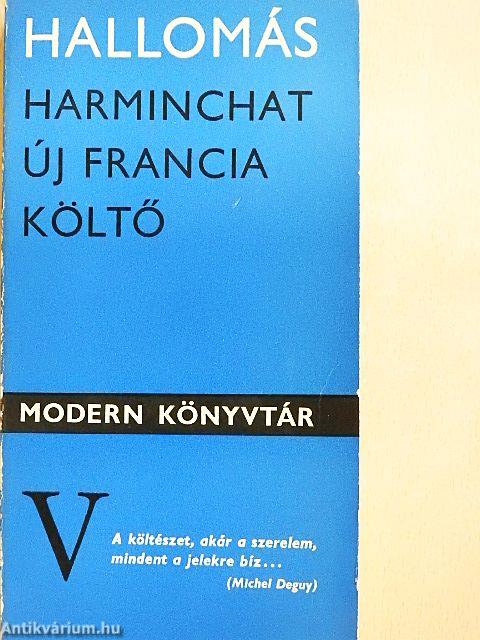 HALLOMÁS
HARMINCHAT
ÚJ FRANCIA
KÖLTŐ
MODERN KÖNYVTÁR
V
A költészet, akár a szerelem,
mindent a jelekre bíz...
(Michel Deguy)
Antikvárium.hu